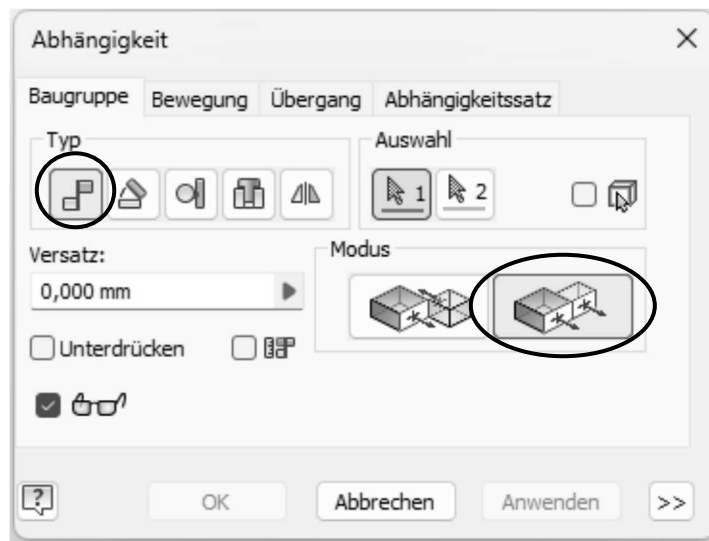 Abhängigkeit
Baugruppe Bewegung Übergang Abhängigkeitssatz
Typ
Auswahl
1 2
Versatz:
Modus
0,000 mm
Unterdrücken
?
OK Abbrechen Anwenden >>